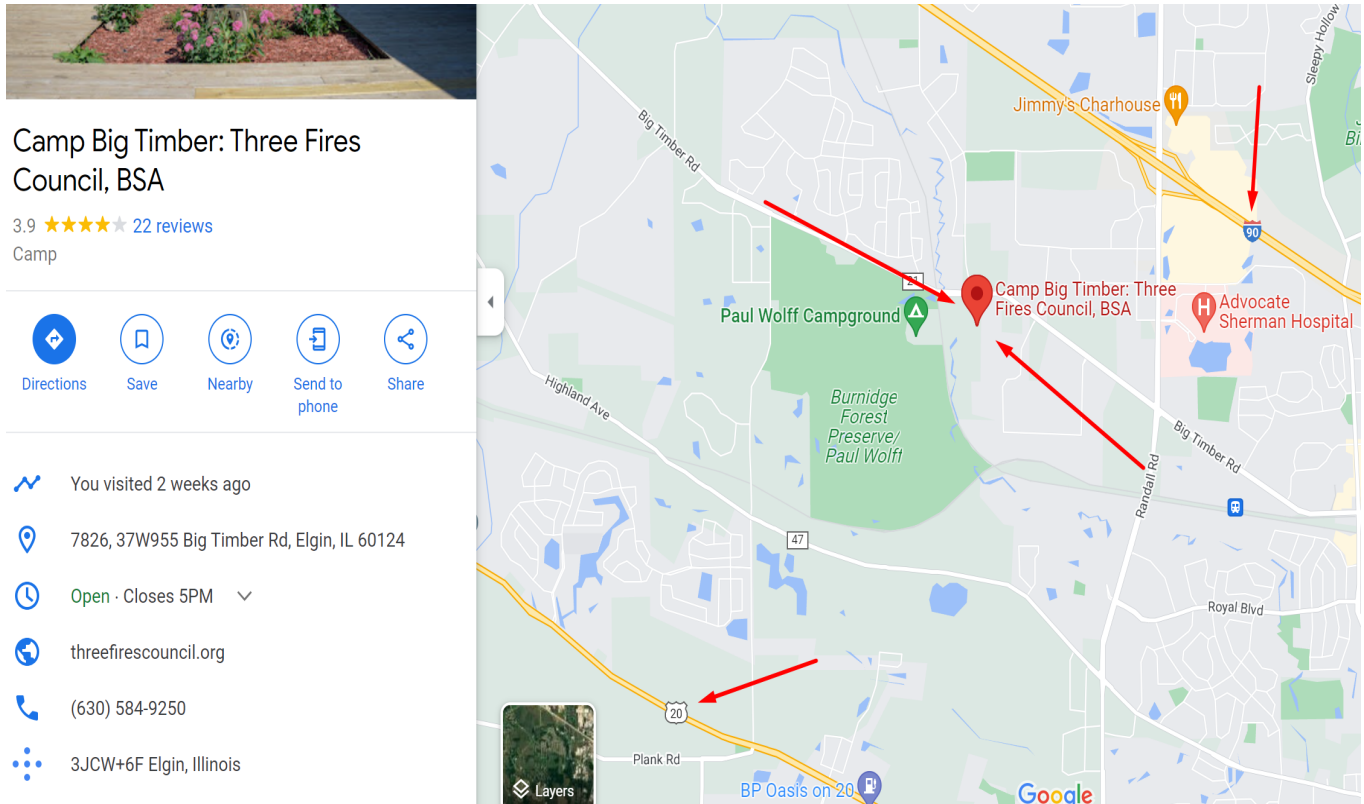 Camp Big Timber: Three Fires
Council, BSA
3.9
22 reviews
Camp
Directions
Save
Nearby
Send to
phone
Share
You visited 2 weeks ago
7826, 37W955 Big Timber Rd, Elgin, IL 60124
Open · Closes 5PM
threefirescouncil.org
(630) 584-9250
3JCW+6F Elgin, Illinois
Sleepy Hollow
Jimmy's Charhouse
Big Timber Rd
Bi
90
21
Camp Big Timber: Three
Fires Council, BSA
Paul Wolff Campground
H
Advocate
Sherman Hospital
Highland Ave
Burnidge
Forest
Preserve/
Paul Wolft
Big Timber Rd
Randall Rd
47
Royal Blvd
20
Plank Rd
BP Oasis on 20
Layers
Google